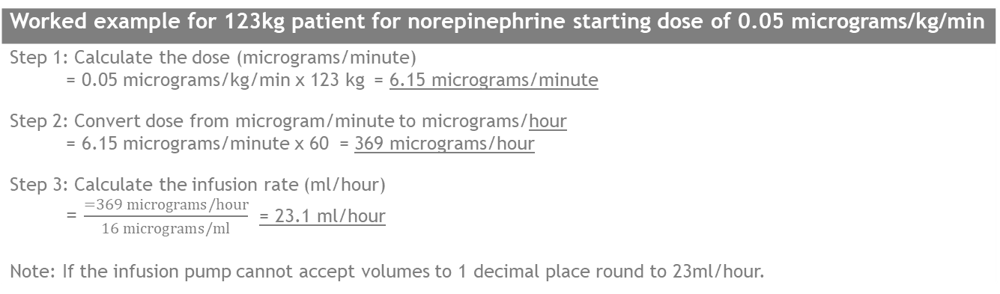 Worked example for 123kg patient for norepinephrine starting dose of 0.05 micrograms/kg/min
Step 1: Calculate the dose (micrograms/minute)
= 0.05 micrograms/kg/min x 123 kg = 6.15 micrograms/minute
Step 2: Convert dose from microgram/minute to micrograms/hour
= 6.15 micrograms/minute x 60 = 369 micrograms/hour
Step 3: Calculate the infusion rate (ml/hour)
= =369 micrograms/hour
16 micrograms/ml
= 23.1 ml/hour
Note: If the infusion pump cannot accept volumes to 1 decimal place round to 23ml/hour.